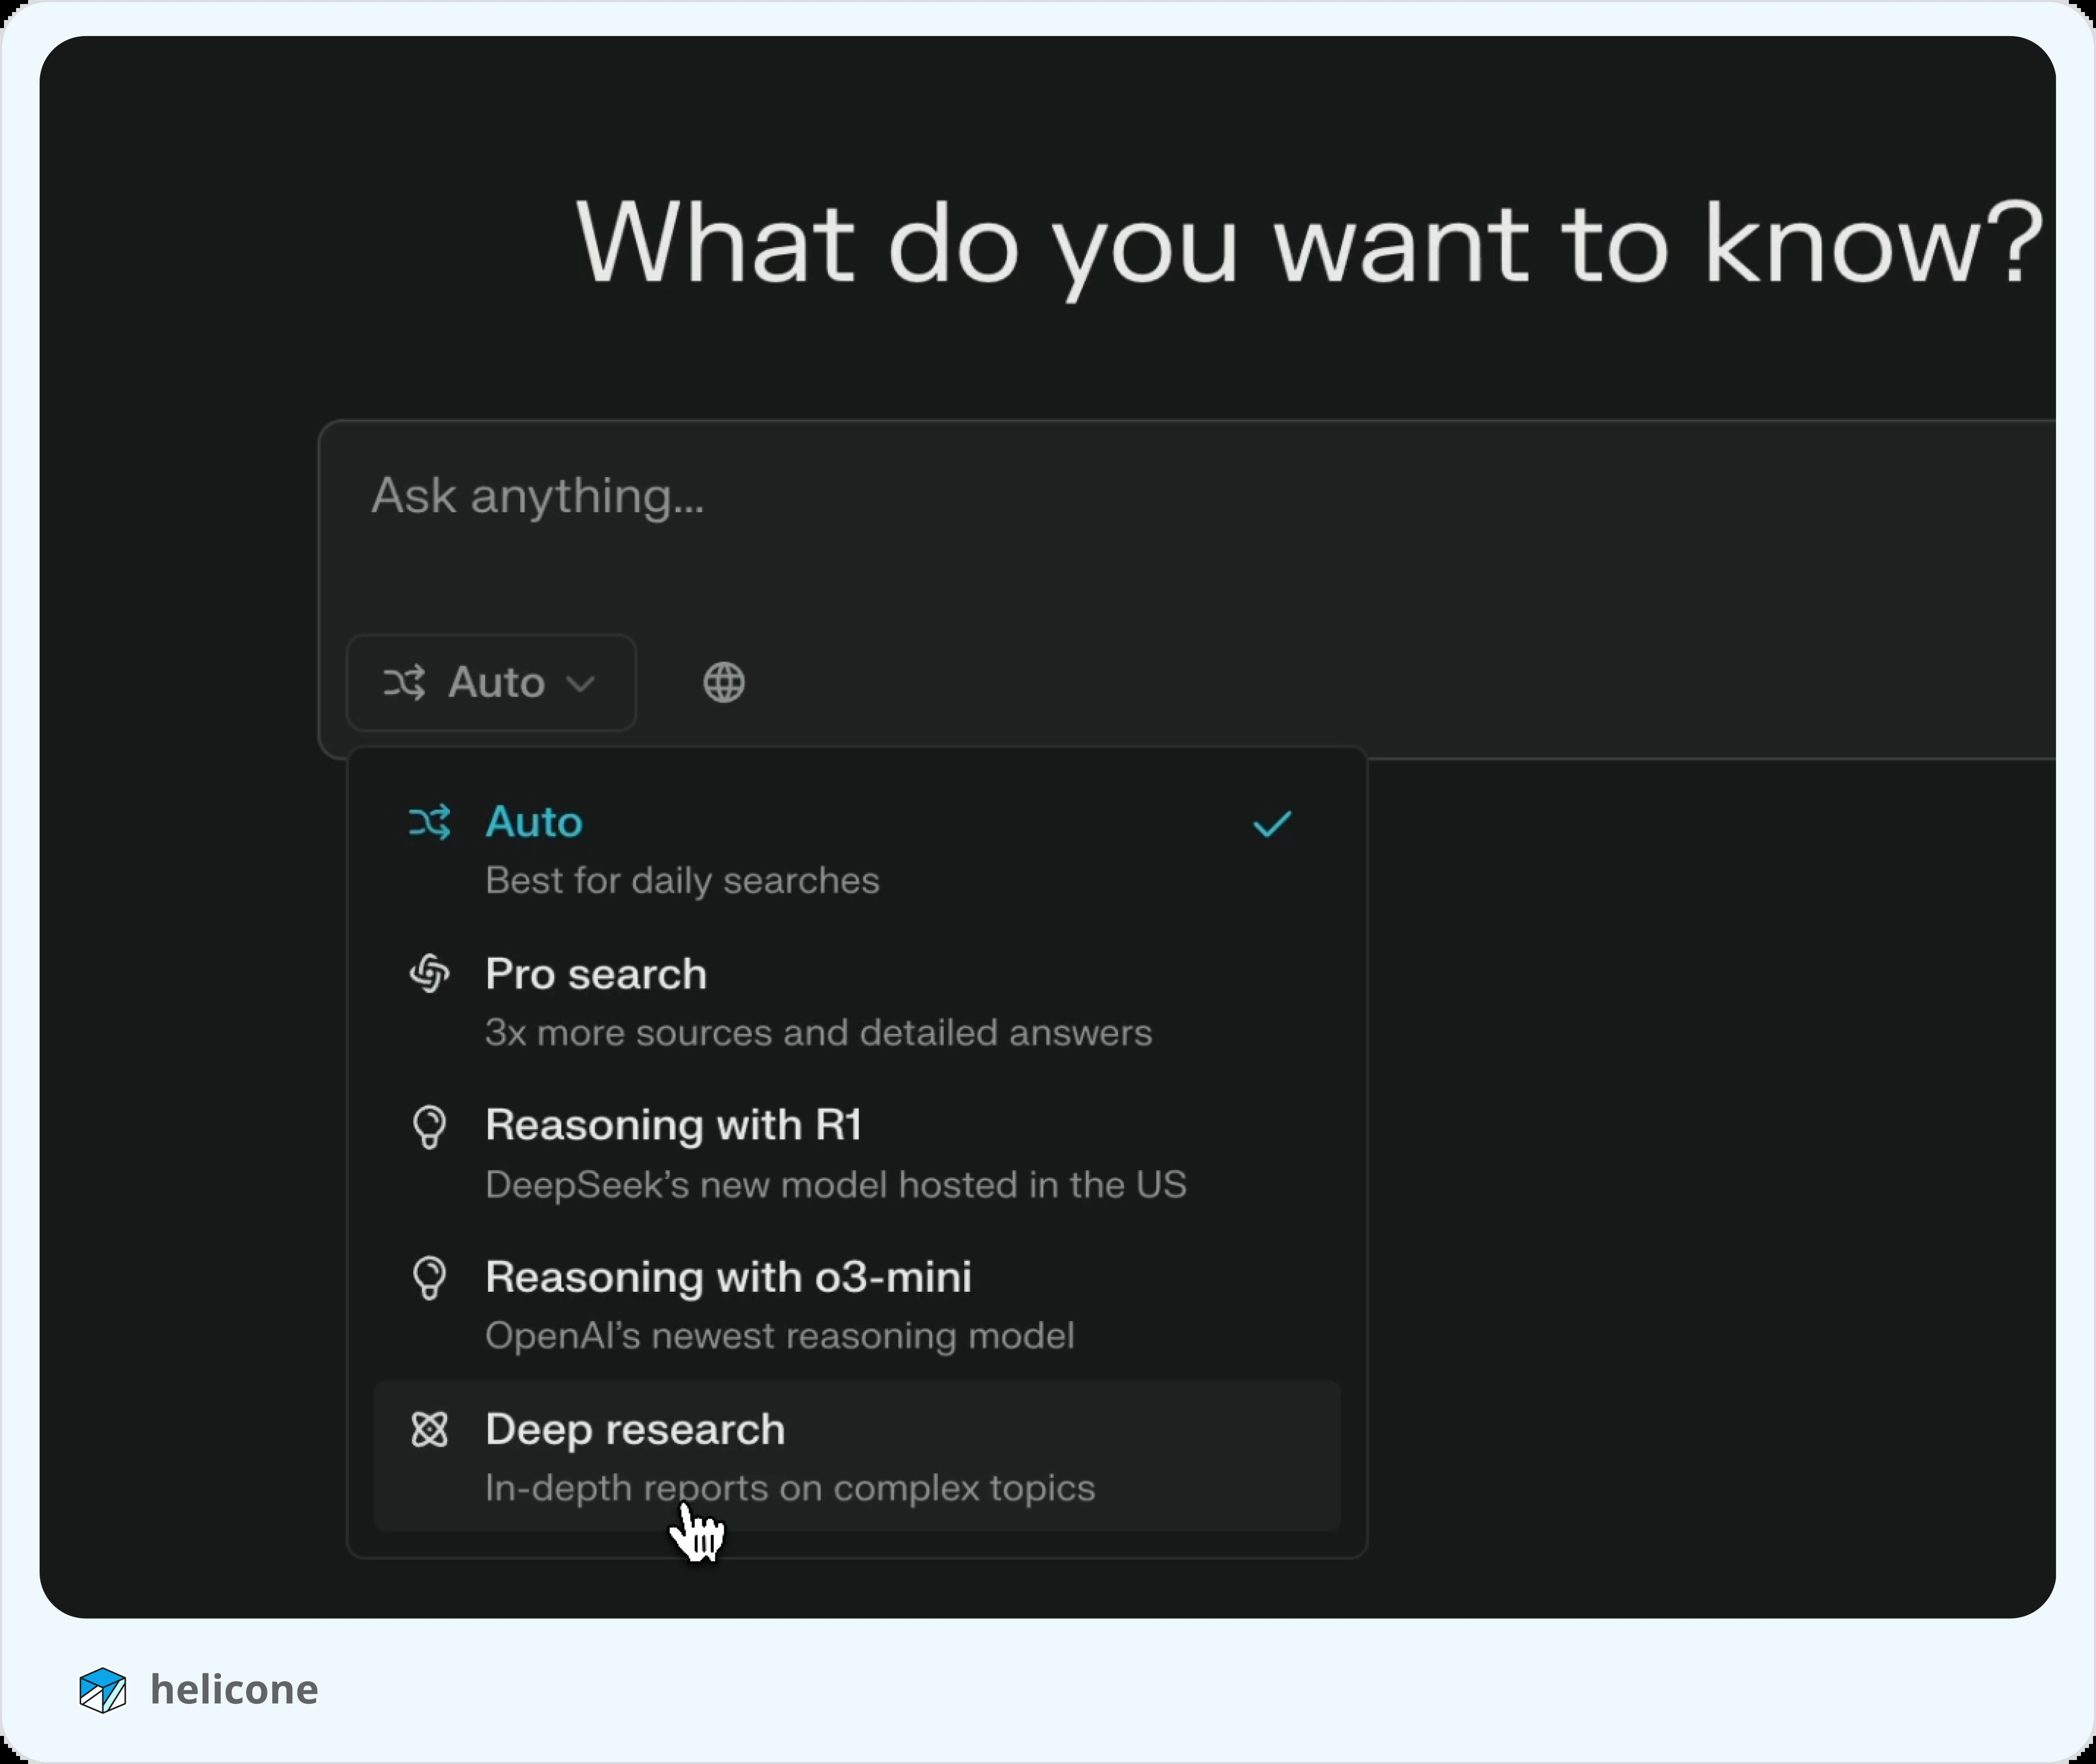 What do you want to know?
Ask anything...
Auto
Auto
Best for daily searches
Pro search
3x more sources and detailed answers
Reasoning with R1
DeepSeek’s new model hosted in the US
Reasoning with o3-mini
OpenAI’s newest reasoning model
Deep research
In-depth reports on complex topics
helicone